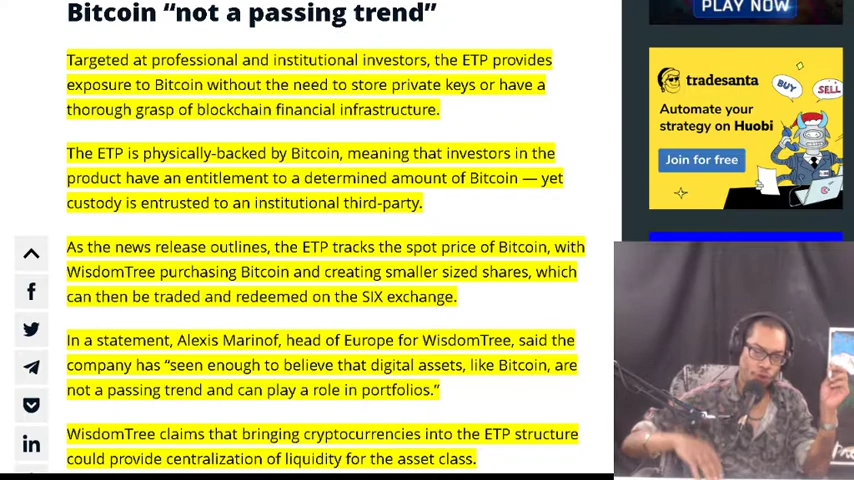 PLAY NOW
Bitcoin “not a passing trend”
Targeted at professional and institutional investors, the ETP provides
exposure to Bitcoin without the need to store private keys or have a
thorough grasp of blockchain financial infrastructure.
The ETP is physically-backed by Bitcoin, meaning that investors in the
product have an entitlement to a determined amount of Bitcoin — yet
custody is entrusted to an institutional third-party.
As the news release outlines, the ETP tracks the spot price of Bitcoin, with
WisdomTree purchasing Bitcoin and creating smaller sized shares, which
can then be traded and redeemed on the SIX exchange.
In a statement, Alexis Marinof, head of Europe for WisdomTree, said the
company has “seen enough to believe that digital assets, like Bitcoin, are
not a passing trend and can play a role in portfolios.”
WisdomTree claims that bringing cryptocurrencies into the ETP structure
could provide centralization of liquidity for the asset class.
tradesanta
BUY
SELL
Automate your
strategy on Huobi
Join for free